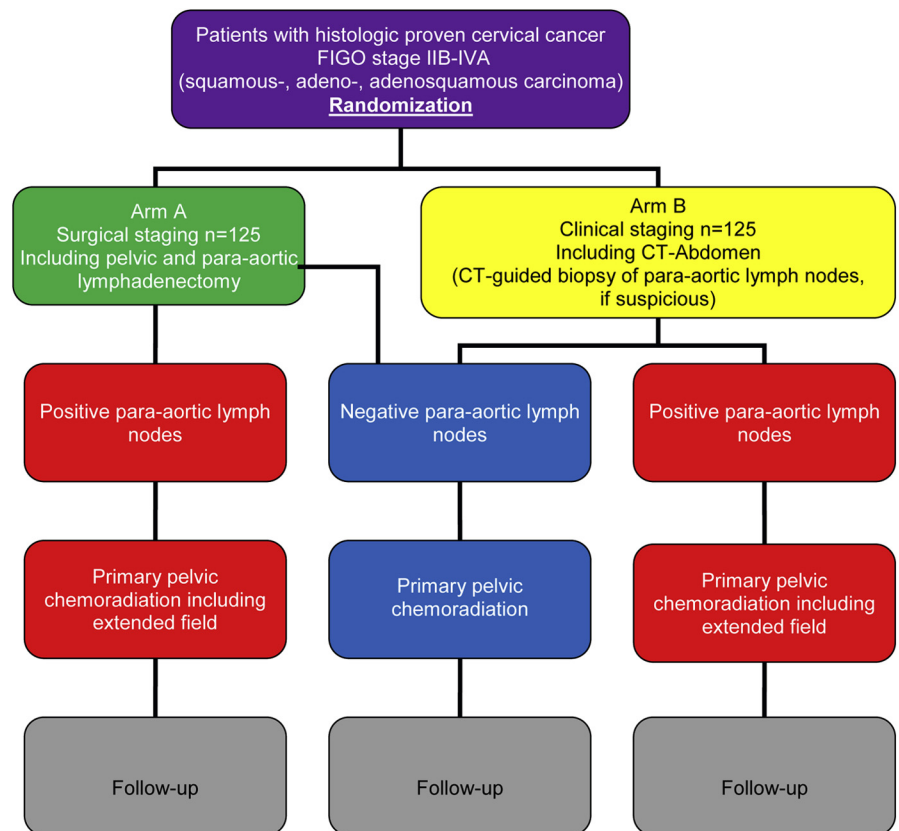 Patients with histologic proven cervical cancer
FIGO stage IIB-IVA
(squamous-, adeno-, adenosquamous carcinoma)
Randomization
Arm A
Surgical staging n=125
Including pelvic and para-aortic
lymphadenectomy
Arm B
Clinical staging n=125
Including CT-Abdomen
(CT-guided biopsy of para-aortic lymph nodes,
if suspicious)
Positive para-aortic lymph
nodes
Negative para-aortic lymph
nodes
Positive para-aortic lymph
nodes
Primary pelvic
chemoradiation including
extended field
Primary pelvic
chemoradiation
Primary pelvic
chemoradiation including
extended field
Follow-up
Follow-up
Follow-up